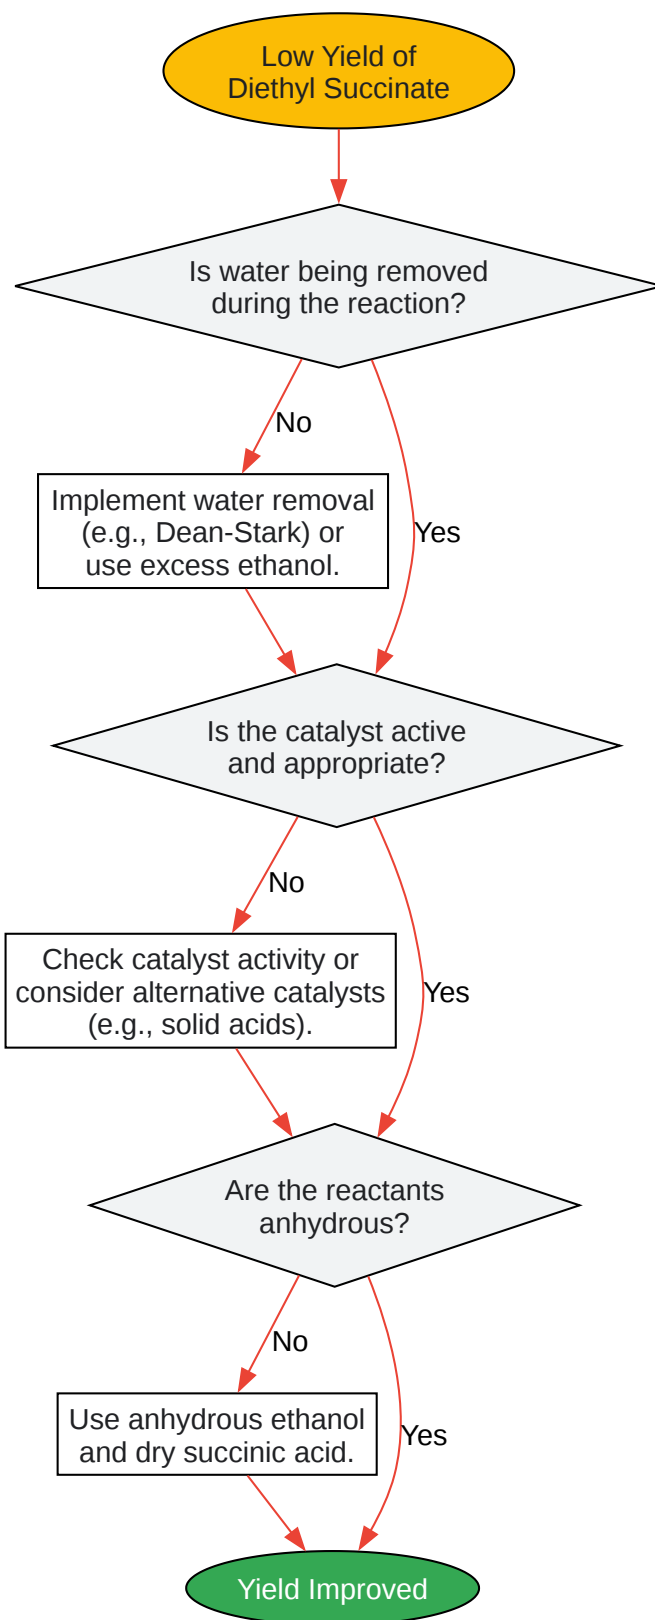 Low Yield of
Diethyl Succinate
Is water being removed
during the reaction?
No
Implement water removal
(e.g., Dean-Stark) or
use excess ethanol.
Yes
Is the catalyst active
and appropriate?
No
Check catalyst activity or
consider alternative catalysts
(e.g., solid acids).
Yes
Are the reactants
anhydrous?
No
Use anhydrous ethanol
and dry succinic acid.
Yes
Yield Improved